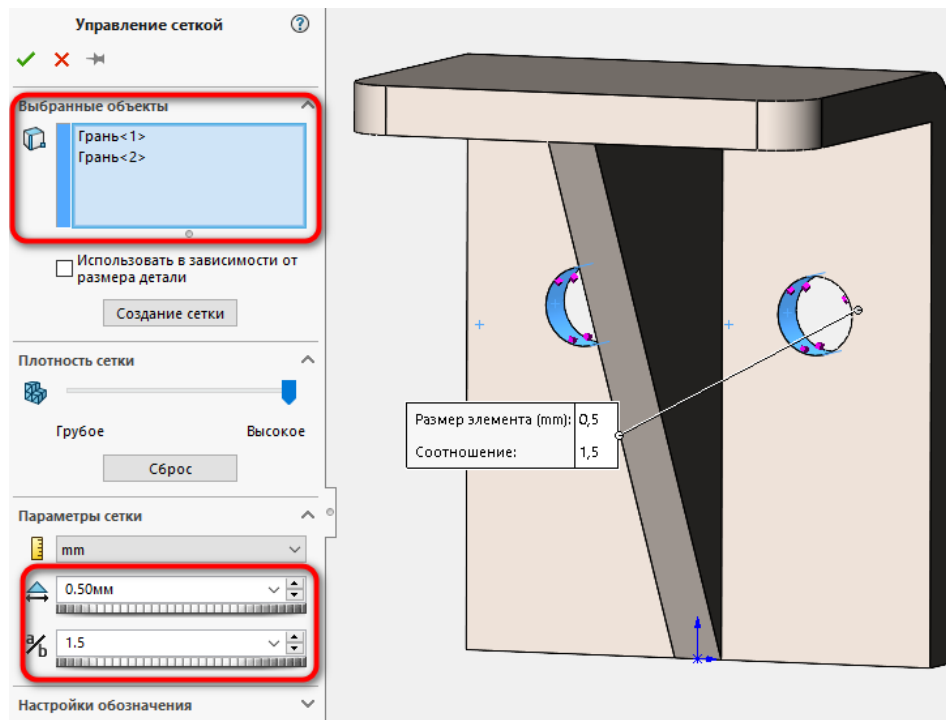 Управление сеткой
?
Выбранные объекты
Грань<1>
Грань<2>
Использовать в зависимости от
размера детали
Создание сетки
Плотность сетки
Грубое Высокое
Сброс
Параметры сетки
mm
0.50мм
a/b 1.5
Настройки обозначения
Размер элемента (mm): 0,5
Соотношение: 1,5